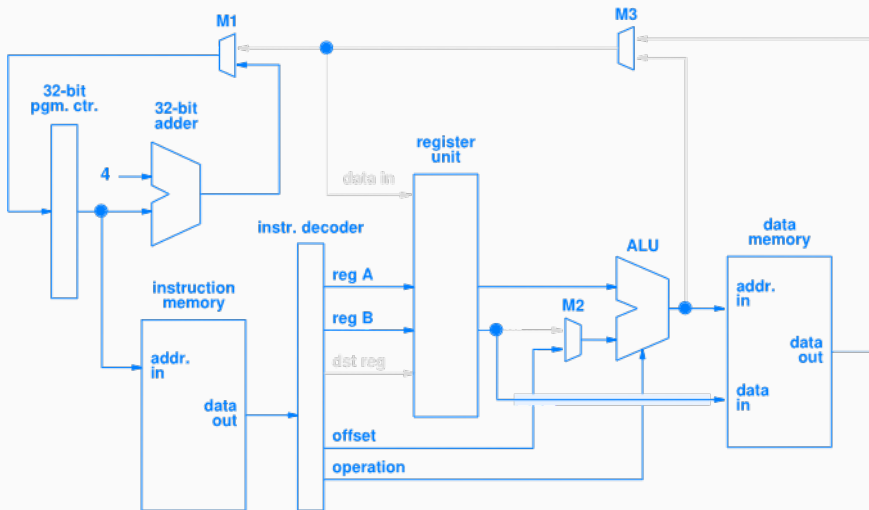 M1
M3
32-bit
pgm. ctr.
32-bit
adder
4
register
unit
data in
instr. decoder
instruction
memory
addr.
in
data
out
reg A
reg B
dst reg
offset
operation
M2
ALU
data
memory
addr.
in
data
out
data
in